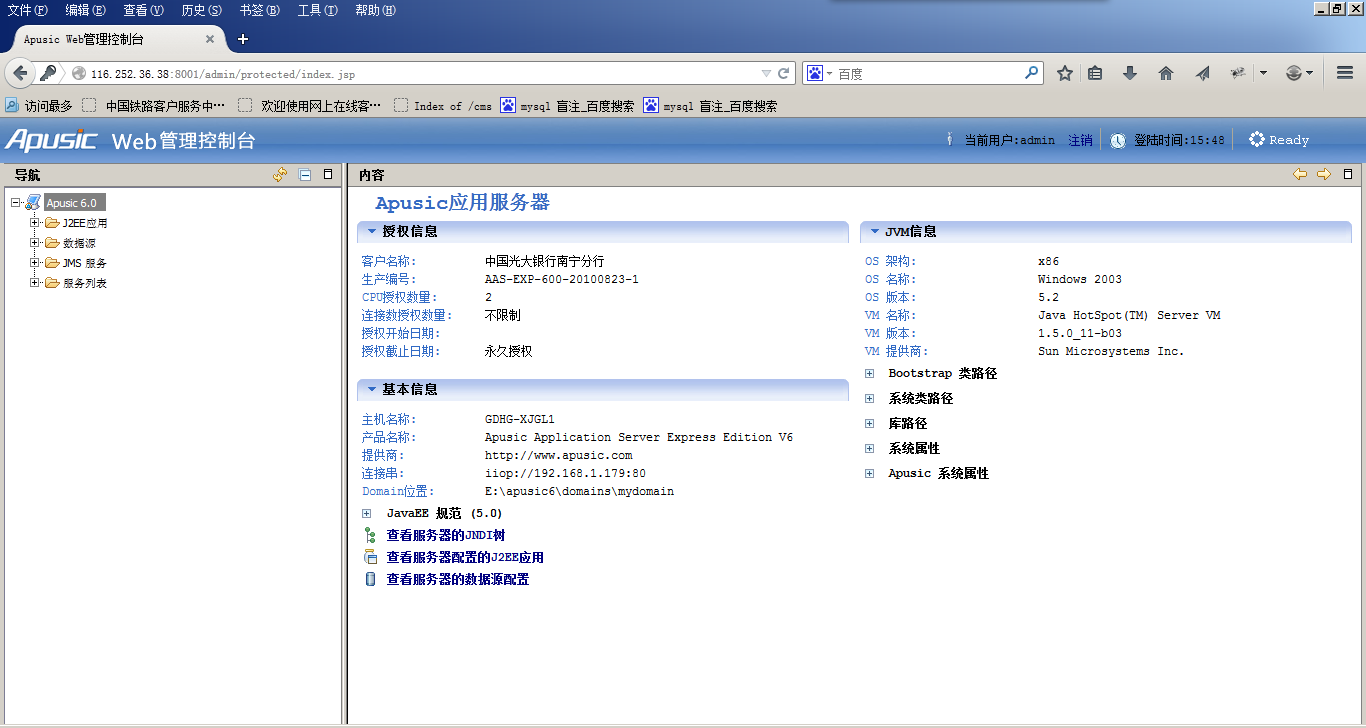 文件(F) 编辑(E) 查看(V) 历史(S) 书签(B) 工具(T) 帮助(H)
Apusic Web管理控制台
116.252.36.38:8001/admin/protected/index.jsp
百度
访问最多 中国铁路客户服务中… 欢迎使用网上在线客… Index of /cms mysql 盲注_百度搜索 mysql 盲注_百度搜索
Apusic Web管理控制台
当前用户:admin 注销 登陆时间:15:48 Ready
导航
Apusic 6.0
J2EE应用
数据源
JMS 服务
服务列表
内容
Apusic应用服务器
授权信息
客户名称: 中国光大银行南宁分行
生产编号: AAS-EXP-600-20100823-1
CPU授权数量: 2
连接数授权数量: 不限制
授权开始日期:
授权截止日期: 永久授权
基本信息
主机名称: GDHG-XJGL1
产品名称: Apusic Application Server Express Edition V6
提供商: http://www.apusic.com
连接串: iiop://192.168.1.179:80
Domain位置: E:\apusic6\domains\mydomain
JavaEE 规范 (5.0)
查看服务器的JNDI树
查看服务器配置的J2EE应用
查看服务器的数据源配置
JVM信息
OS 架构: x86
OS 名称: Windows 2003
OS 版本: 5.2
VM 名称: Java HotSpot(TM) Server VM
VM 版本: 1.5.0_11-b03
VM 提供商: Sun Microsystems Inc.
Bootstrap 类路径
系统类路径
库路径
系统属性
Apusic 系统属性